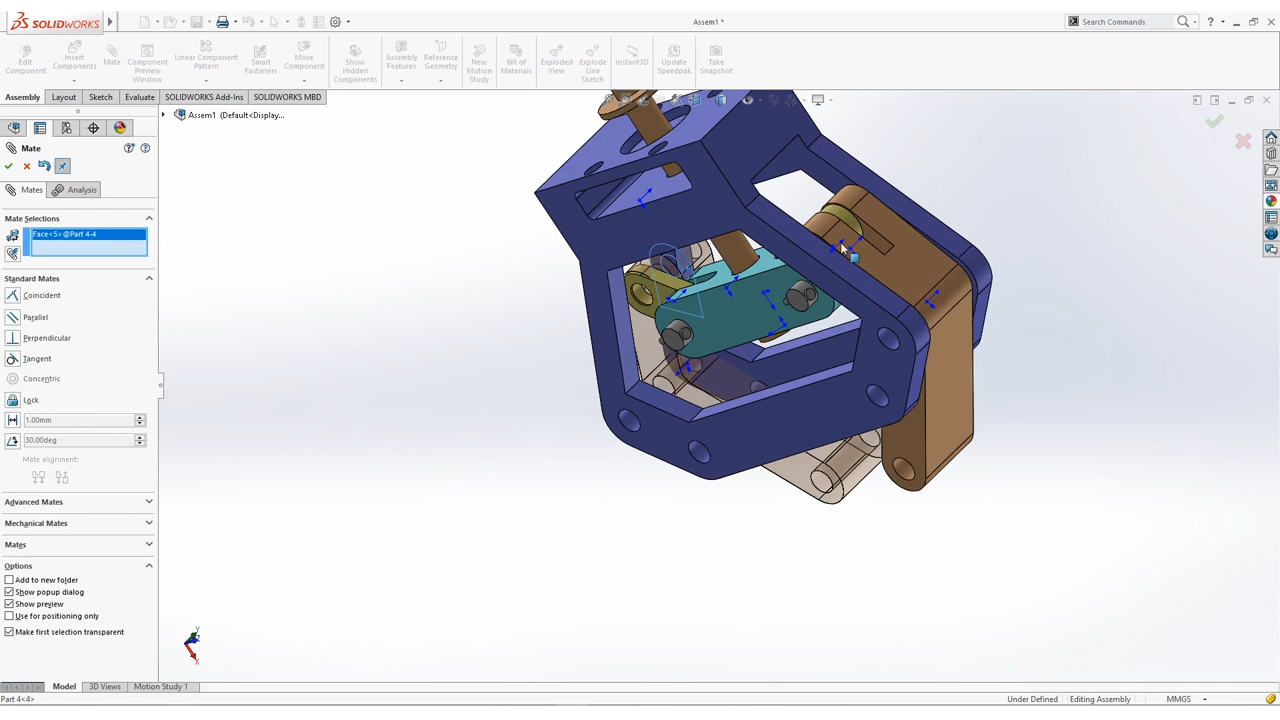 SOLIDWORKS
Assem1 *
Search Commands
?
Edit Component
Insert Components
Mate
Component Preview Window
Linear Component Pattern
Smart Fasteners
Move Component
Show Hidden Components
Assembly Features
Reference Geometry
New Motion Study
Bill of Materials
Exploded View
Explode Line Sketch
Instant3D
Update Speedpak
Take Snapshot
Assembly Layout Sketch Evaluate SOLIDWORKS Add-Ins SOLIDWORKS MBD
Assem1 (Default<Display...
Mate
Mates Analysis
Mate Selections
Face<5>@Part 4-4
Standard Mates
Coincident
Parallel
Perpendicular
Tangent
Concentric
Lock
1.00mm
30.00deg
Mate alignment:
Advanced Mates
Mechanical Mates
Mates
Options
Add to new folder
Show popup dialog
Show preview
Use for positioning only
Make first selection transparent
Y
X
Model 3D Views Motion Study 1
Part 4<4> Under Defined Editing Assembly MMGS